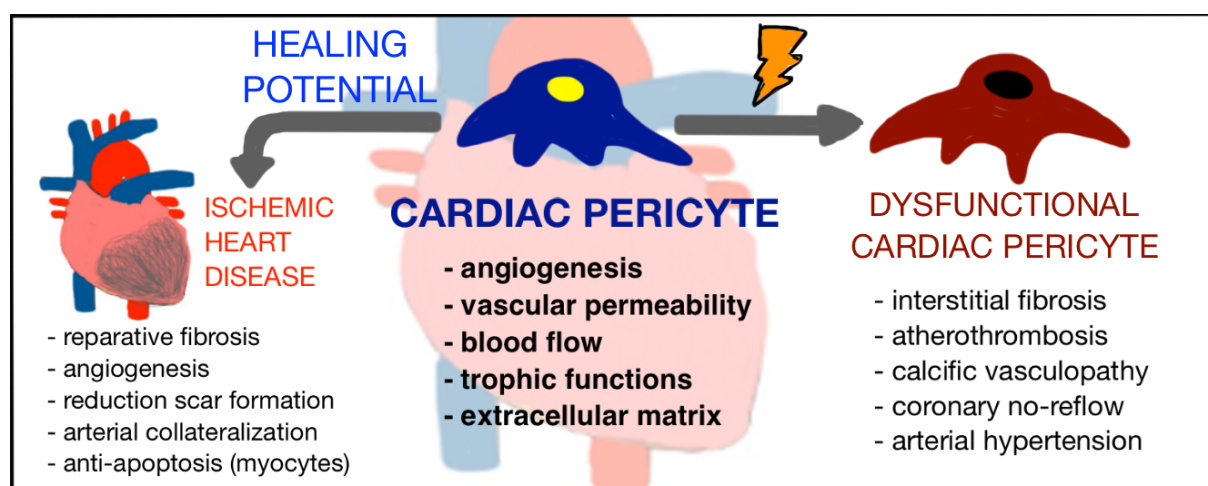 HEALING
POTENTIAL
ISCHEMIC
HEART
DISEASE
- reparative fibrosis
- angiogenesis
- reduction scar formation
- arterial collateralization
- anti-apoptosis (myocytes)
CARDIAC PERICYTE
- angiogenesis
- vascular permeability
- blood flow
- trophic functions
- extracellular matrix
DYSFUNCTIONAL
CARDIAC PERICYTE
- interstitial fibrosis
- atherothrombosis
- calcific vasculopathy
- coronary no-reflow
- arterial hypertension